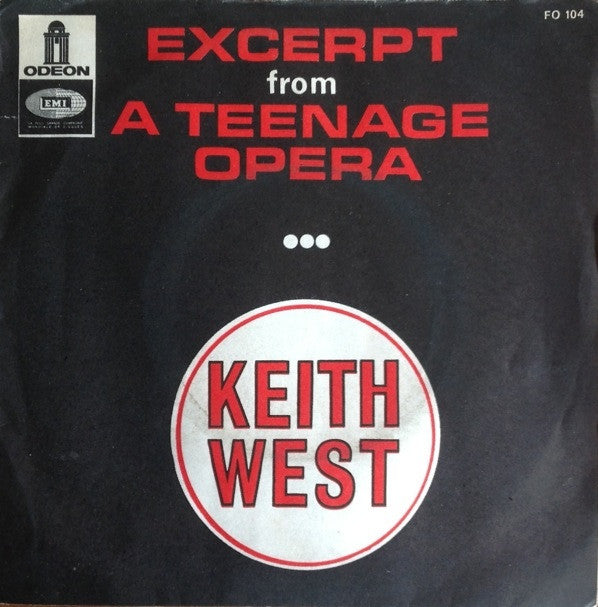 FO 104
ODEON
EMI
EXCERPT
from
A TEENAGE
OPERA
KEITH
WEST